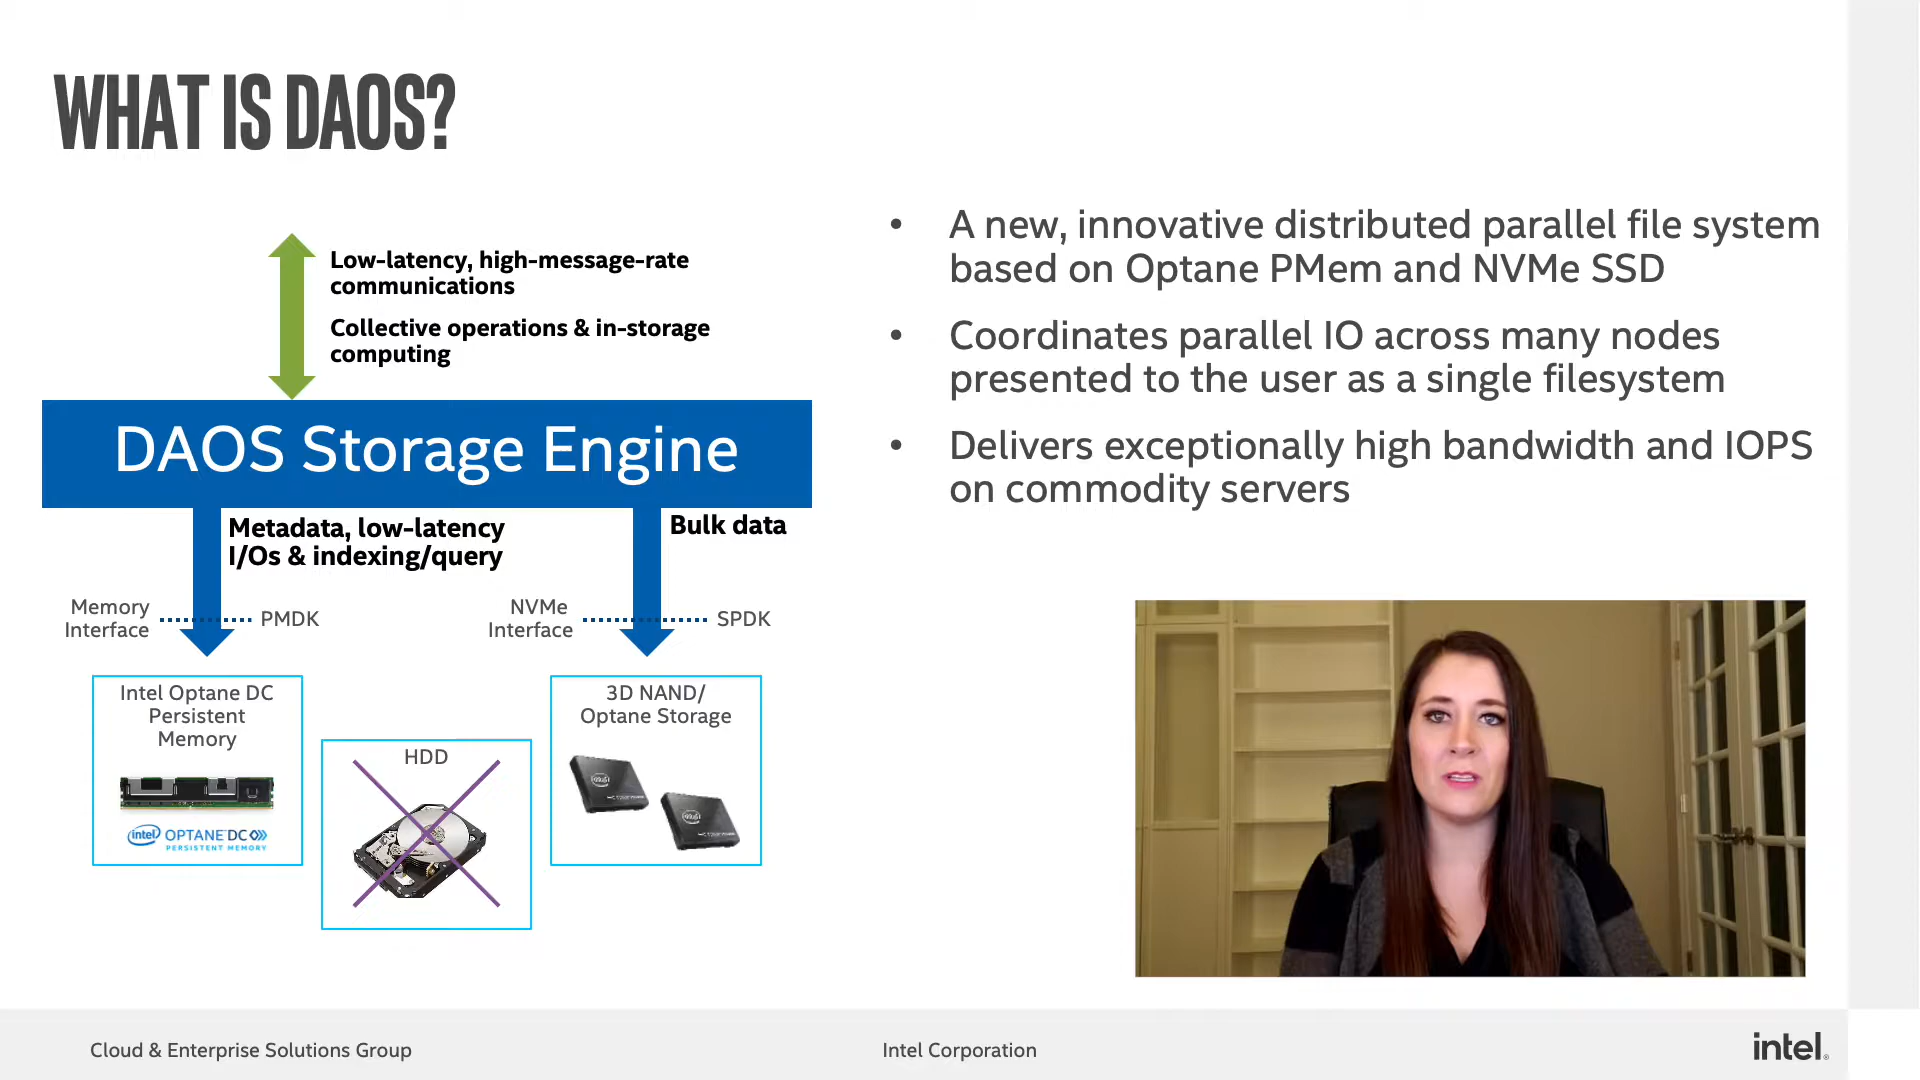 WHAT IS DAOS?
Low-latency, high-message-rate
communications
Collective operations & in-storage
computing
DAOS Storage Engine
Metadata, low-latency
I/Os & indexing/query
Bulk data
Memory
Interface
PMDK
NVMe
Interface
SPDK
Intel Optane DC
Persistent
Memory
intel OPTANE DC
PERSISTENT MEMORY
HDD
3D NAND/
Optane Storage
• A new, innovative distributed parallel file system
based on Optane PMem and NVMe SSD
• Coordinates parallel IO across many nodes
presented to the user as a single filesystem
• Delivers exceptionally high bandwidth and IOPS
on commodity servers
Cloud & Enterprise Solutions Group
Intel Corporation
intel®